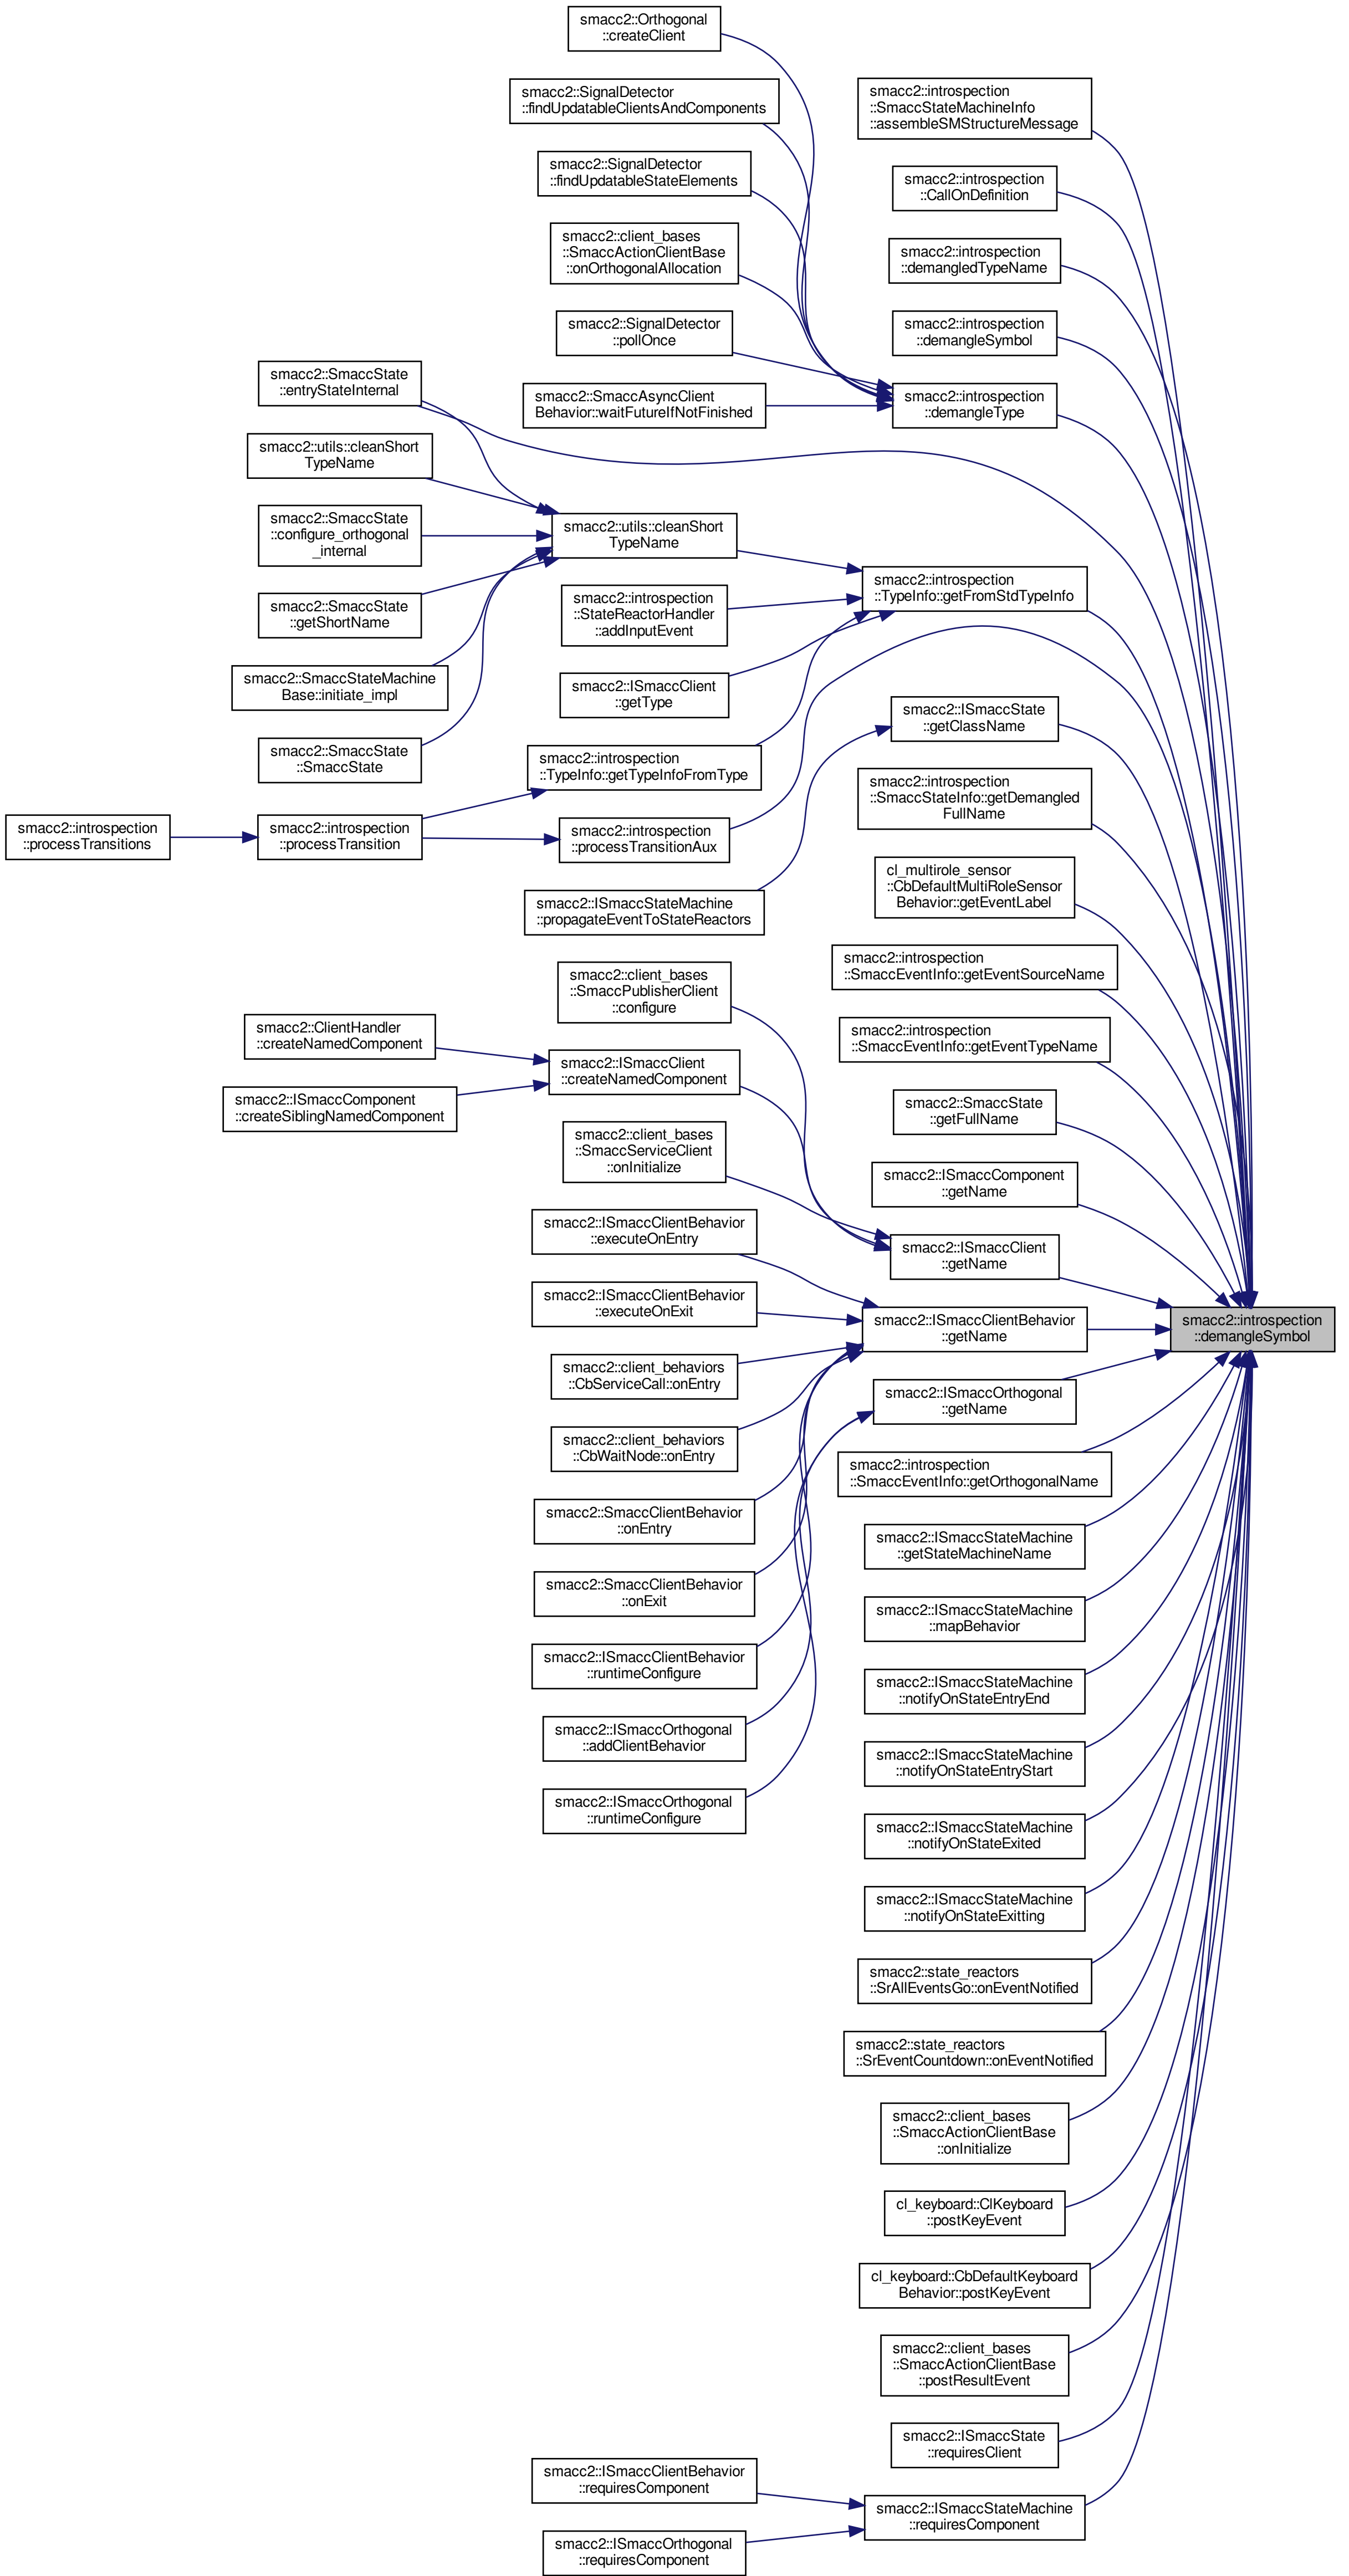 smacc2::Orthogonal
::createClient
smacc2::SignalDetector
::findUpdatableClientsAndComponents
smacc2::introspection
::SmaccStateMachineInfo
::assembleSMStructureMessage
smacc2::SignalDetector
::findUpdatableStateElements
smacc2::introspection
::CallOnDefinition
smacc2::client_bases
::SmaccActionClientBase
::onOrthogonalAllocation
smacc2::introspection
::demangledTypeName
smacc2::SignalDetector
::pollOnce
smacc2::introspection
::demangleSymbol
smacc2::SmaccState
::entryStateInternal
smacc2::SmaccAsyncClient
Behavior::waitFutureIfNotFinished
smacc2::introspection
::demangleType
smacc2::utils::cleanShort
TypeName
smacc2::SmaccState
::configure_orthogonal
_internal
smacc2::utils::cleanShort
TypeName
smacc2::SmaccState
::getShortName
smacc2::introspection
::StateReactorHandler
::addInputEvent
smacc2::introspection
::TypeInfo::getFromStdTypeInfo
smacc2::SmaccStateMachine
Base::initiate_impl
smacc2::ISmaccClient
::getType
smacc2::ISmaccState
::getClassName
smacc2::SmaccState
::SmaccState
smacc2::introspection
::TypeInfo::getTypeInfoFromType
smacc2::introspection
::SmaccStateInfo::getDemangled
FullName
smacc2::introspection
::processTransitions
smacc2::introspection
::processTransition
smacc2::introspection
::processTransitionAux
smacc2::ISmaccStateMachine
::propagateEventToStateReactors
cl_multirole_sensor
::CbDefaultMultiRoleSensor
Behavior::getEventLabel
smacc2::client_bases
::SmaccPublisherClient
::configure
smacc2::introspection
::SmaccEventInfo::getEventSourceName
smacc2::ClientHandler
::createNamedComponent
smacc2::ISmaccClient
::createNamedComponent
smacc2::introspection
::SmaccEventInfo::getEventTypeName
smacc2::ISmaccComponent
::createSiblingNamedComponent
smacc2::client_bases
::SmaccServiceClient
::onInitialize
smacc2::SmaccState
::getFullName
smacc2::ISmaccComponent
::getName
smacc2::ISmaccClientBehavior
::executeOnEntry
smacc2::ISmaccClient
::getName
smacc2::ISmaccClientBehavior
::executeOnExit
smacc2::ISmaccClientBehavior
::getName
smacc2::introspection
::demangleSymbol
smacc2::client_behaviors
::CbServiceCall::onEntry
smacc2::ISmaccOrthogonal
::getName
smacc2::client_behaviors
::CbWaitNode::onEntry
smacc2::introspection
::SmaccEventInfo::getOrthogonalName
smacc2::SmaccClientBehavior
::onEntry
smacc2::ISmaccStateMachine
::getStateMachineName
smacc2::SmaccClientBehavior
::onExit
smacc2::ISmaccStateMachine
::mapBehavior
smacc2::ISmaccClientBehavior
::runtimeConfigure
smacc2::ISmaccStateMachine
::notifyOnStateEntryEnd
smacc2::ISmaccOrthogonal
::addClientBehavior
smacc2::ISmaccStateMachine
::notifyOnStateEntryStart
smacc2::ISmaccOrthogonal
::runtimeConfigure
smacc2::ISmaccStateMachine
::notifyOnStateExited
smacc2::ISmaccStateMachine
::notifyOnStateExitting
smacc2::state_reactors
::SrAllEventsGo::onEventNotified
smacc2::state_reactors
::SrEventCountdown::onEventNotified
smacc2::client_bases
::SmaccActionClientBase
::onInitialize
cl_keyboard::ClKeyboard
::postKeyEvent
cl_keyboard::CbDefaultKeyboard
Behavior::postKeyEvent
smacc2::client_bases
::SmaccActionClientBase
::postResultEvent
smacc2::ISmaccState
::requiresClient
smacc2::ISmaccClientBehavior
::requiresComponent
smacc2::ISmaccStateMachine
::requiresComponent
smacc2::ISmaccOrthogonal
::requiresComponent